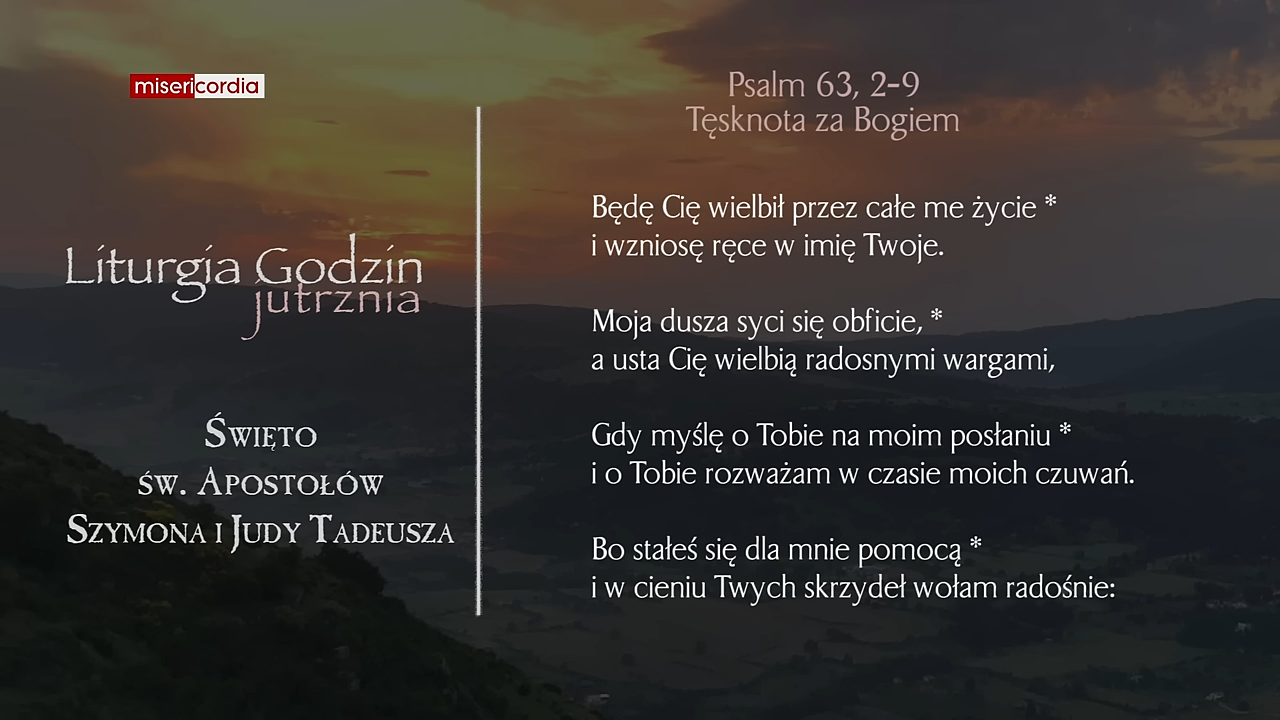 misericordia
Liturgia Godzin
jutrznia
Święto
św. Apostołów
Szymona i Judy Tadeusza
Psalm 63, 2-9
Tęsknota za Bogiem
Będę Cię wielbił przez całe me życie *
i wzniosę ręce w imię Twoje.
Moja dusza syci się obficie, *
a usta Cię wielbią radosnymi wargami,
Gdy myślę o Tobie na moim posłaniu *
i o Tobie rozważam w czasie moich czuwań.
Bo stałeś się dla mnie pomocą *
i w cieniu Twych skrzydeł wołam radośnie: